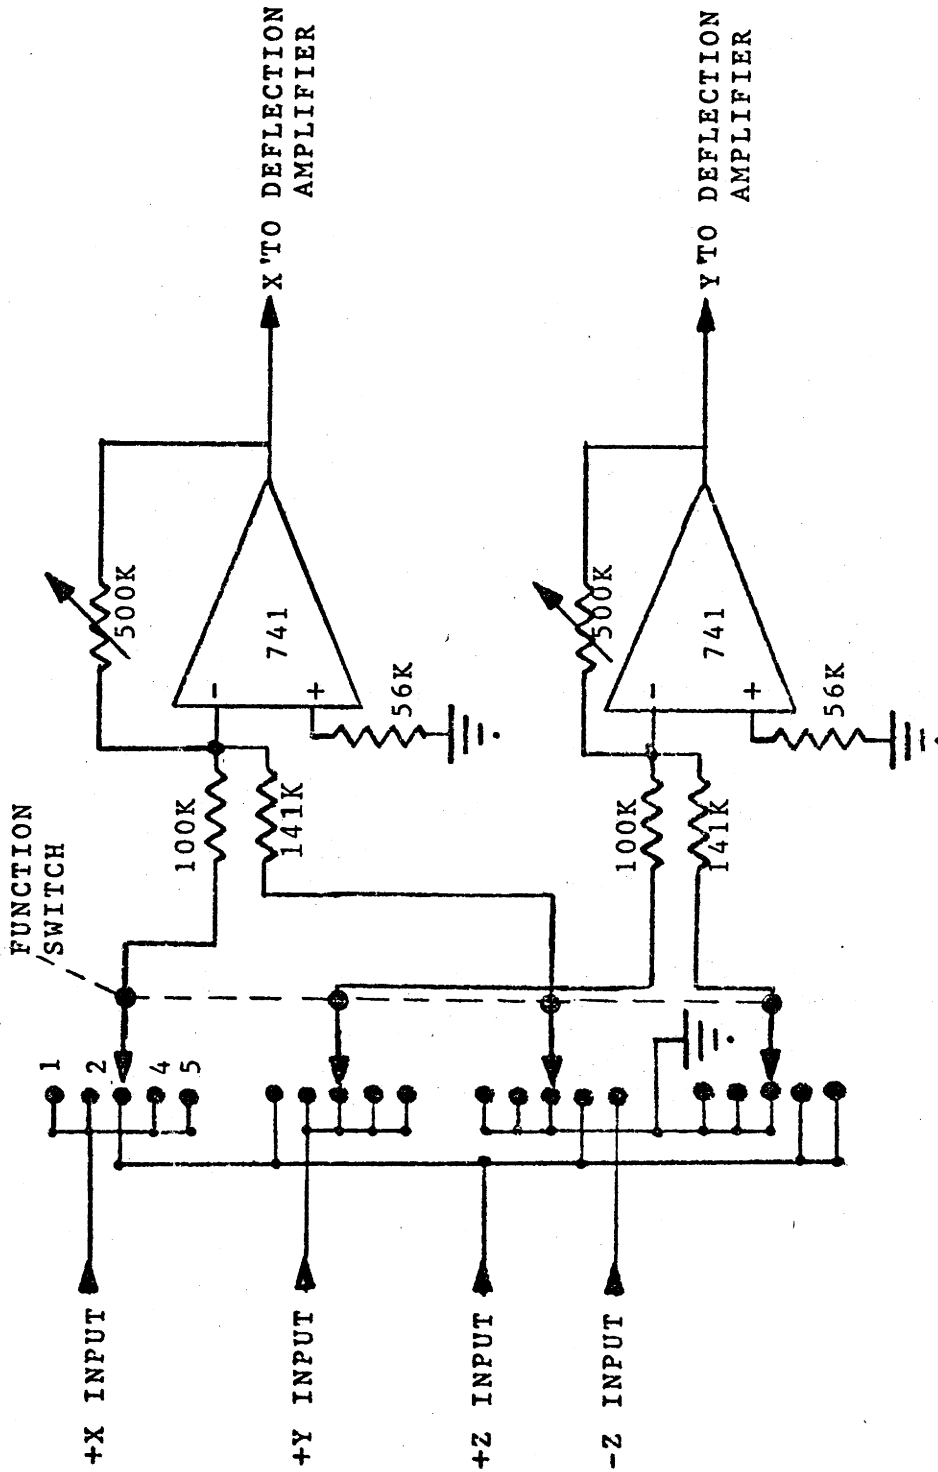 FUNCTION
SWITCH
+X INPUT
+Y INPUT
+Z INPUT
-Z INPUT
1
2
4
5
100K
141K
500K
741
-
+
56K
X'TO DEFLECTION
AMPLIFIER
100K
141K
500K
741
-
+
56K
Y'TO DEFLECTION
AMPLIFIER